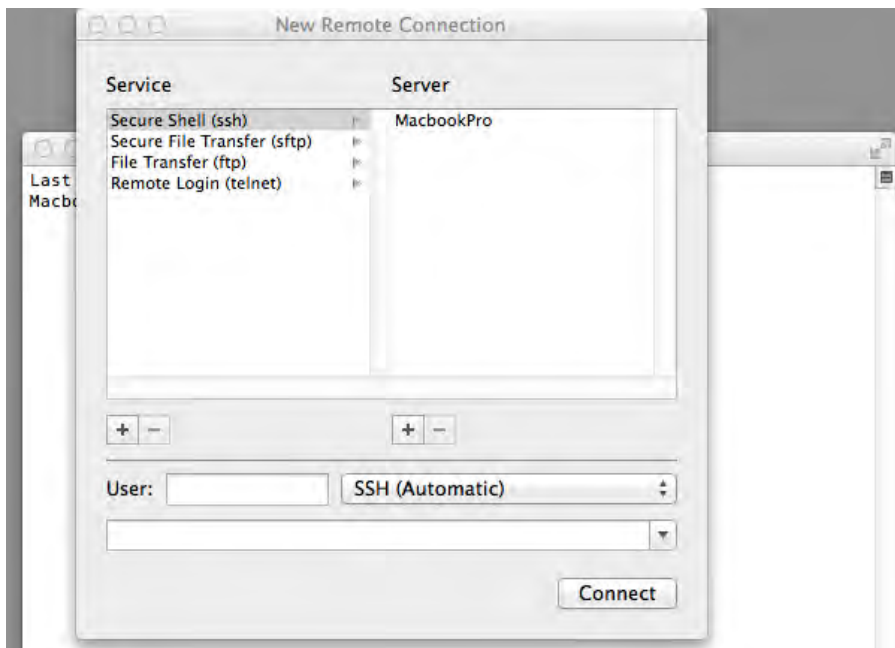 New Remote Connection
Service
Server
Secure Shell (ssh)
Secure File Transfer (sftp)
File Transfer (ftp)
Remote Login (telnet)
MacbookPro
Last
+ −
+ −
User:
SSH (Automatic)
Connect